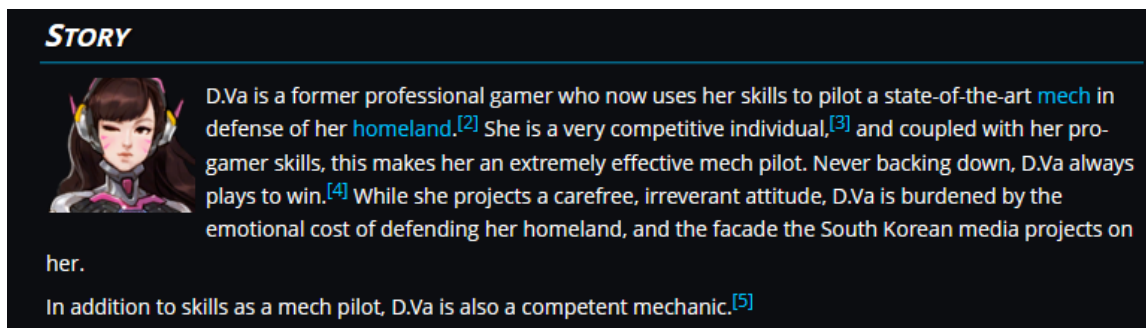 STORY
D.Va is a former professional gamer who now uses her skills to pilot a state-of-the-art mech in
defense of her homeland.[2] She is a very competitive individual,[3] and coupled with her pro-
gamer skills, this makes her an extremely effective mech pilot. Never backing down, D.Va always
plays to win.[4] While she projects a carefree, irreverant attitude, D.Va is burdened by the
emotional cost of defending her homeland, and the facade the South Korean media projects on
her.
In addition to skills as a mech pilot, D.Va is also a competent mechanic.[5]